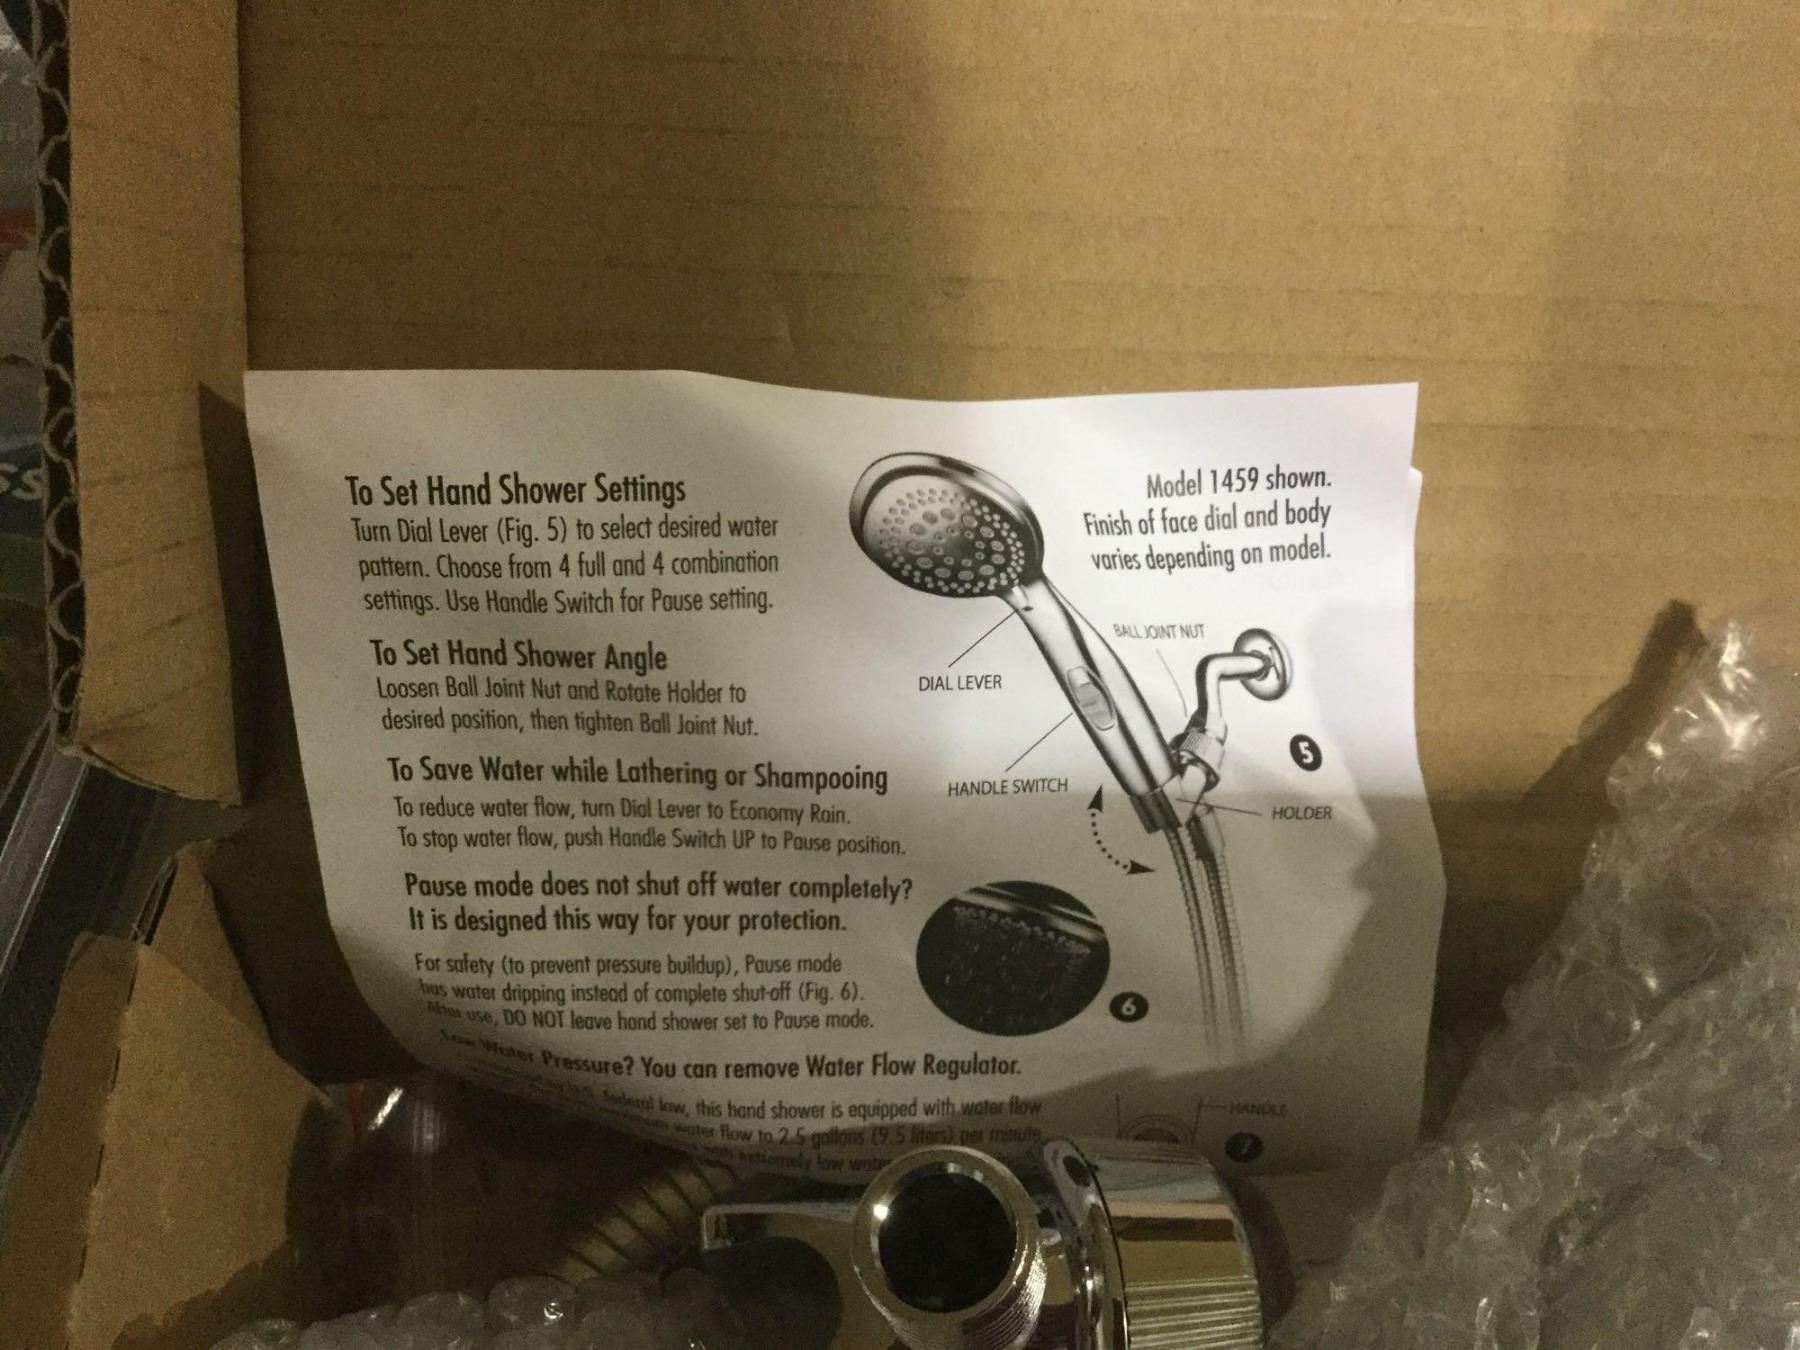 To Set Hand Shower Settings
Turn Dial Lever (Fig. 5) to select desired water
pattern. Choose from 4 full and 4 combination
settings. Use Handle Switch for Pause setting.
To Set Hand Shower Angle
Loosen Ball Joint Nut and Rotate Holder to
desired position, then tighten Ball Joint Nut.
To Save Water while Lathering or Shampooing
To reduce water flow, turn Dial Lever to Economy Rain.
To stop water flow, push Handle Switch UP to Pause position.
Pause mode does not shut off water completely?
It is designed this way for your protection.
For safety (to prevent pressure buildup), Pause mode
has water dripping instead of complete shut-off (Fig. 6).
After use, DO NOT leave hand shower set to Pause mode.
Low Water Pressure? You can remove Water Flow Regulator.
by U.S. federal law, this hand shower is equipped with water flow
water flow to 2.5 gallons (9.5 liters) per minute
with extremely low water
Model 1459 shown.
Finish of face dial and body
varies depending on model.
BALL JOINT NUT
DIAL LEVER
HANDLE SWITCH
5
HOLDER
6
HANDLE
7